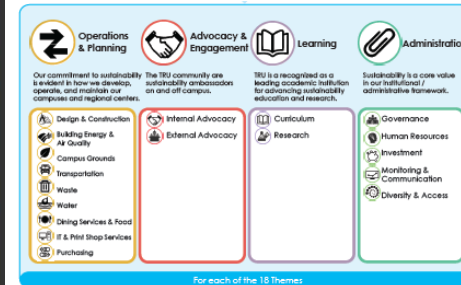 Operations
& Planning
Our commitment to sustainability
is evident in how we develop,
operate, and maintain our
campuses and regional centers.
Design & Construction
Building Energy &
Air Quality
Campus Grounds
Transportation
Waste
Water
Dining Services & Food
IT & Print Shop Services
Purchasing
Advocacy &
Engagement
The TRU community are
sustainability ambassadors
on and off campus.
Internal Advocacy
External Advocacy
Learning
TRU is a recognized as a
leading academic institution
for advancing sustainability
education and research.
Curriculum
Research
Administratio
Sustainability is a core value
in our institutional /
administrative framework.
Governance
Human Resources
Investment
Monitoring &
Communication
Diversity & Access
For each of the 18 Themes